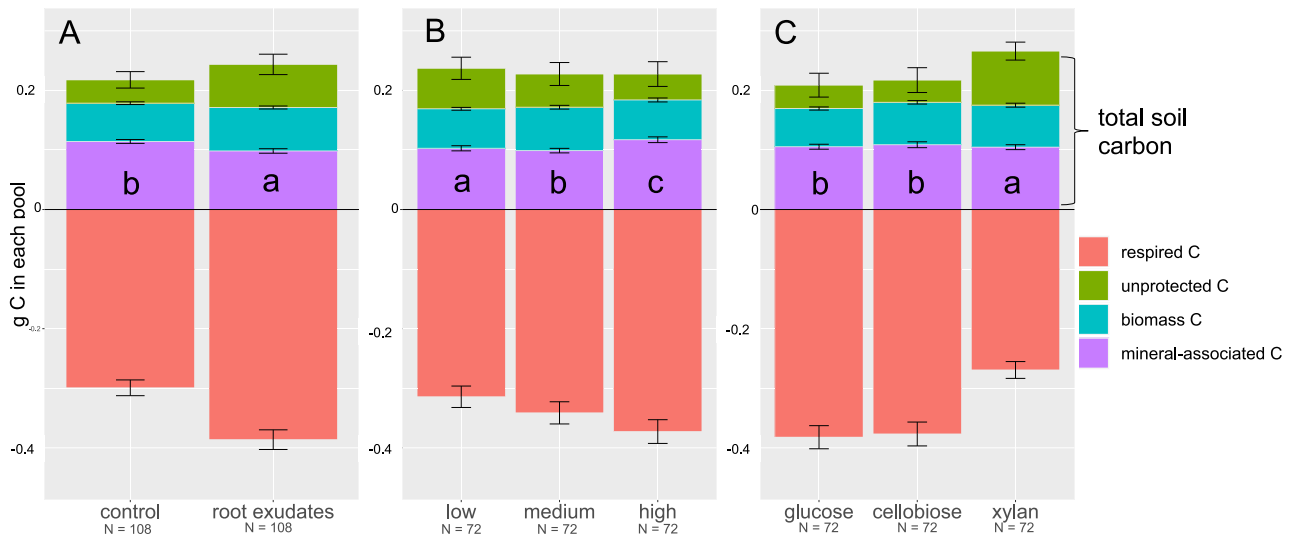 A
B
C
g C in each pool
0.2
0
-0.2
-0.4
b
a
control
root exudates
N = 108
N = 108
0.2
0
-0.2
-0.4
a
b
c
low
medium
high
N = 72
N = 72
N = 72
0.2
0
-0.2
-0.4
b
b
a
glucose
cellobiose
xylan
N = 72
N = 72
N = 72
total soil
carbon
respired C
unprotected C
biomass C
mineral-associated C